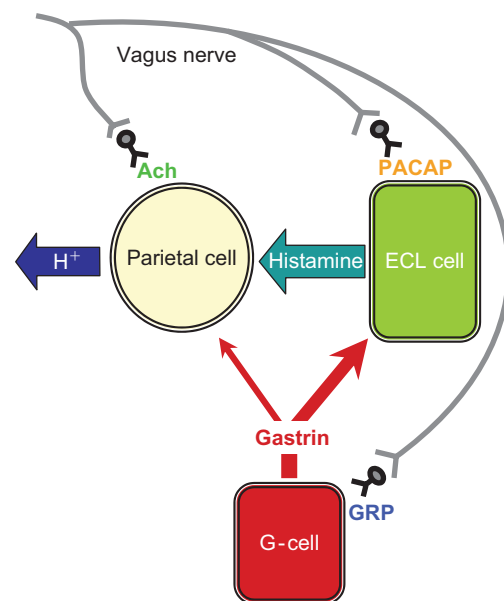 Vagus nerve
PACAP
Ach
H+
Parietal cell
Histamine
ECL cell
Gastrin
GRP
G-cell